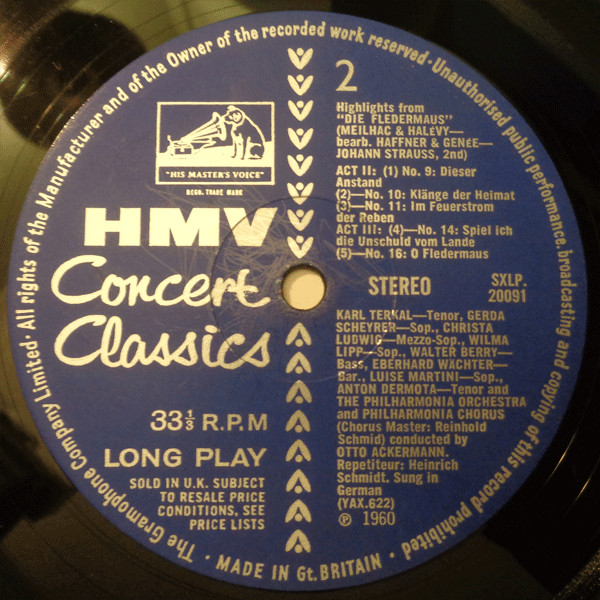 The Gramophone Company Limited · All rights of the Manufacturer and of the Owner of the recorded work reserved · Unauthorised public performance, broadcasting and copying of this record prohibited ·
MADE IN Gt. BRITAIN
"HIS MASTER'S VOICE"
REGD. TRADE MARK
HMV
Concert
Classics
33⅓ R.P.M
LONG PLAY
SOLD IN U.K. SUBJECT
TO RESALE PRICE
CONDITIONS, SEE
PRICE LISTS
2
Highlights from
"DIE FLEDERMAUS"
(MEILHAC & HALÉVY—
bearb. HAFFNER & GENÉE—
JOHANN STRAUSS, 2nd)
ACT II: (1) No. 9: Dieser
Anstand
(2)—No. 10: Klänge der Heimat
(3)—No. 11: Im Feuerstrom
der Reben
ACT III: (4)—No. 14: Spiel ich
die Unschuld vom Lande
(5)—No. 16: O Fledermaus
STEREO
SXLP.
20091
KARL TERKAL—Tenor, GERDA
SCHEYRER—Sop., CHRISTA
LUDWIG—Mezzo-Sop., WILMA
LIPP—Sop., WALTER BERRY—
Bass, EBERHARD WÄCHTER—
Bar., LUISE MARTINI—Sop.,
ANTON DERMOTA—Tenor and
THE PHILHARMONIA ORCHESTRA
and PHILHARMONIA CHORUS
(Chorus Master: Reinhold
Schmid) conducted by
OTTO ACKERMANN.
Repetiteur: Heinrich
Schmidt. Sung in
German
(YAX.622)
℗ 1960